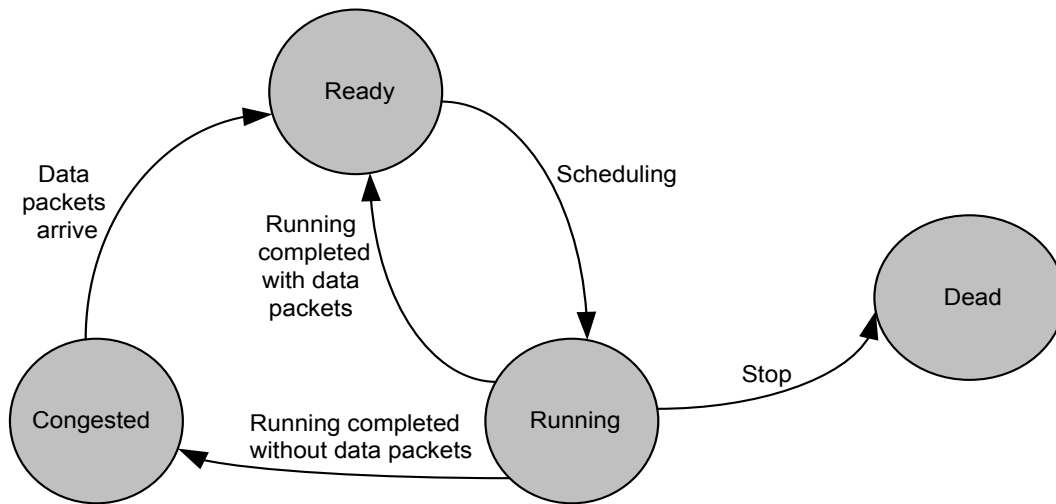 Ready
Data
packets
arrive
Scheduling
Running
completed
with data
packets
Dead
Stop
Congested
Running completed
without data packets
Running